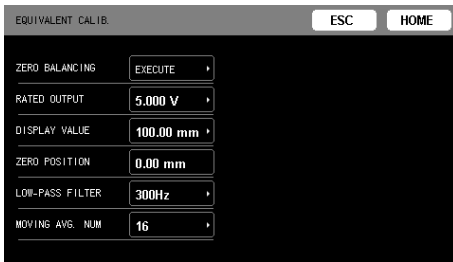 EQUIVALENT CALIB. ESC HOME
ZERO BALANCING EXECUTE
RATED OUTPUT 5.000 V
DISPLAY VALUE 100.00 mm
ZERO POSITION 0.00 mm
LOW-PASS FILTER 300Hz
MOVING AVG. NUM 16